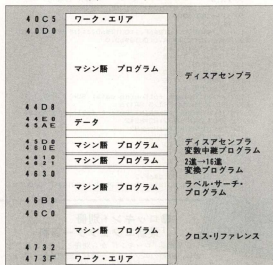 40C5 ワーク・エリア
40D0
マシン語 プログラム
ディスアセンブラ
44D8
44E0 データ
45AE
45D0 マシン語 プログラム ディスアセンブラ
460E 変数中継プログラム
4610 マシン語 プログラム 2進→16進
4621 変換プログラム
4630
マシン語 プログラム ラベル・サーチ・
プログラム
46B8
46C0
マシン語 プログラム
クロス・リファレンス
4732
473F ワーク・エリア